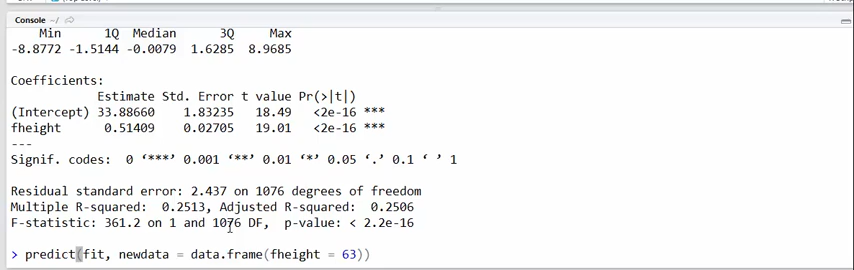 Console ~/
Min 1Q Median 3Q Max
-8.8772 -1.5144 -0.0079 1.6285 8.9685
Coefficients:
Estimate Std. Error t value Pr(>|t|)
(Intercept) 33.88660 1.83235 18.49 <2e-16 ***
fheight 0.51409 0.02705 19.01 <2e-16 ***
---
Signif. codes: 0 ‘***’ 0.001 ‘**’ 0.01 ‘*’ 0.05 ‘.’ 0.1 ‘ ’ 1
Residual standard error: 2.437 on 1076 degrees of freedom
Multiple R-squared: 0.2513, Adjusted R-squared: 0.2506
F-statistic: 361.2 on 1 and 1076 DF, p-value: < 2.2e-16
> predict(fit, newdata = data.frame(fheight = 63))